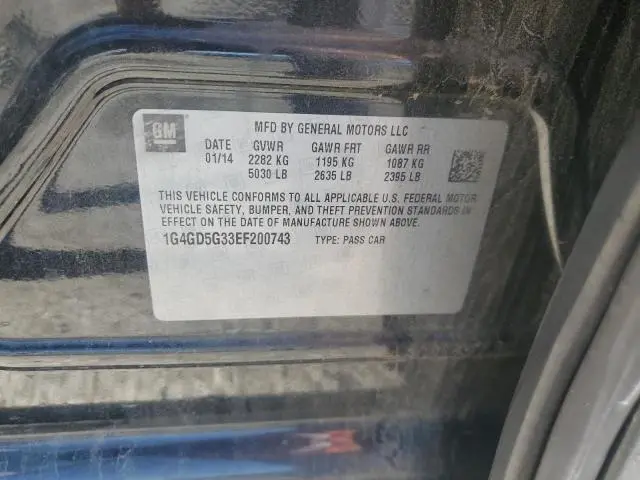 GM
MFD BY GENERAL MOTORS LLC
DATE GVWR GAWR FRT GAWR RR
01/14 2282 KG 1195 KG 1087 KG
5030 LB 2635 LB 2395 LB
THIS VEHICLE CONFORMS TO ALL APPLICABLE U.S. FEDERAL MOTOR
VEHICLE SAFETY, BUMPER, AND THEFT PREVENTION STANDARDS IN
EFFECT ON THE DATE OF MANUFACTURE SHOWN ABOVE.
1G4GD5G33EF200743 TYPE: PASS CAR